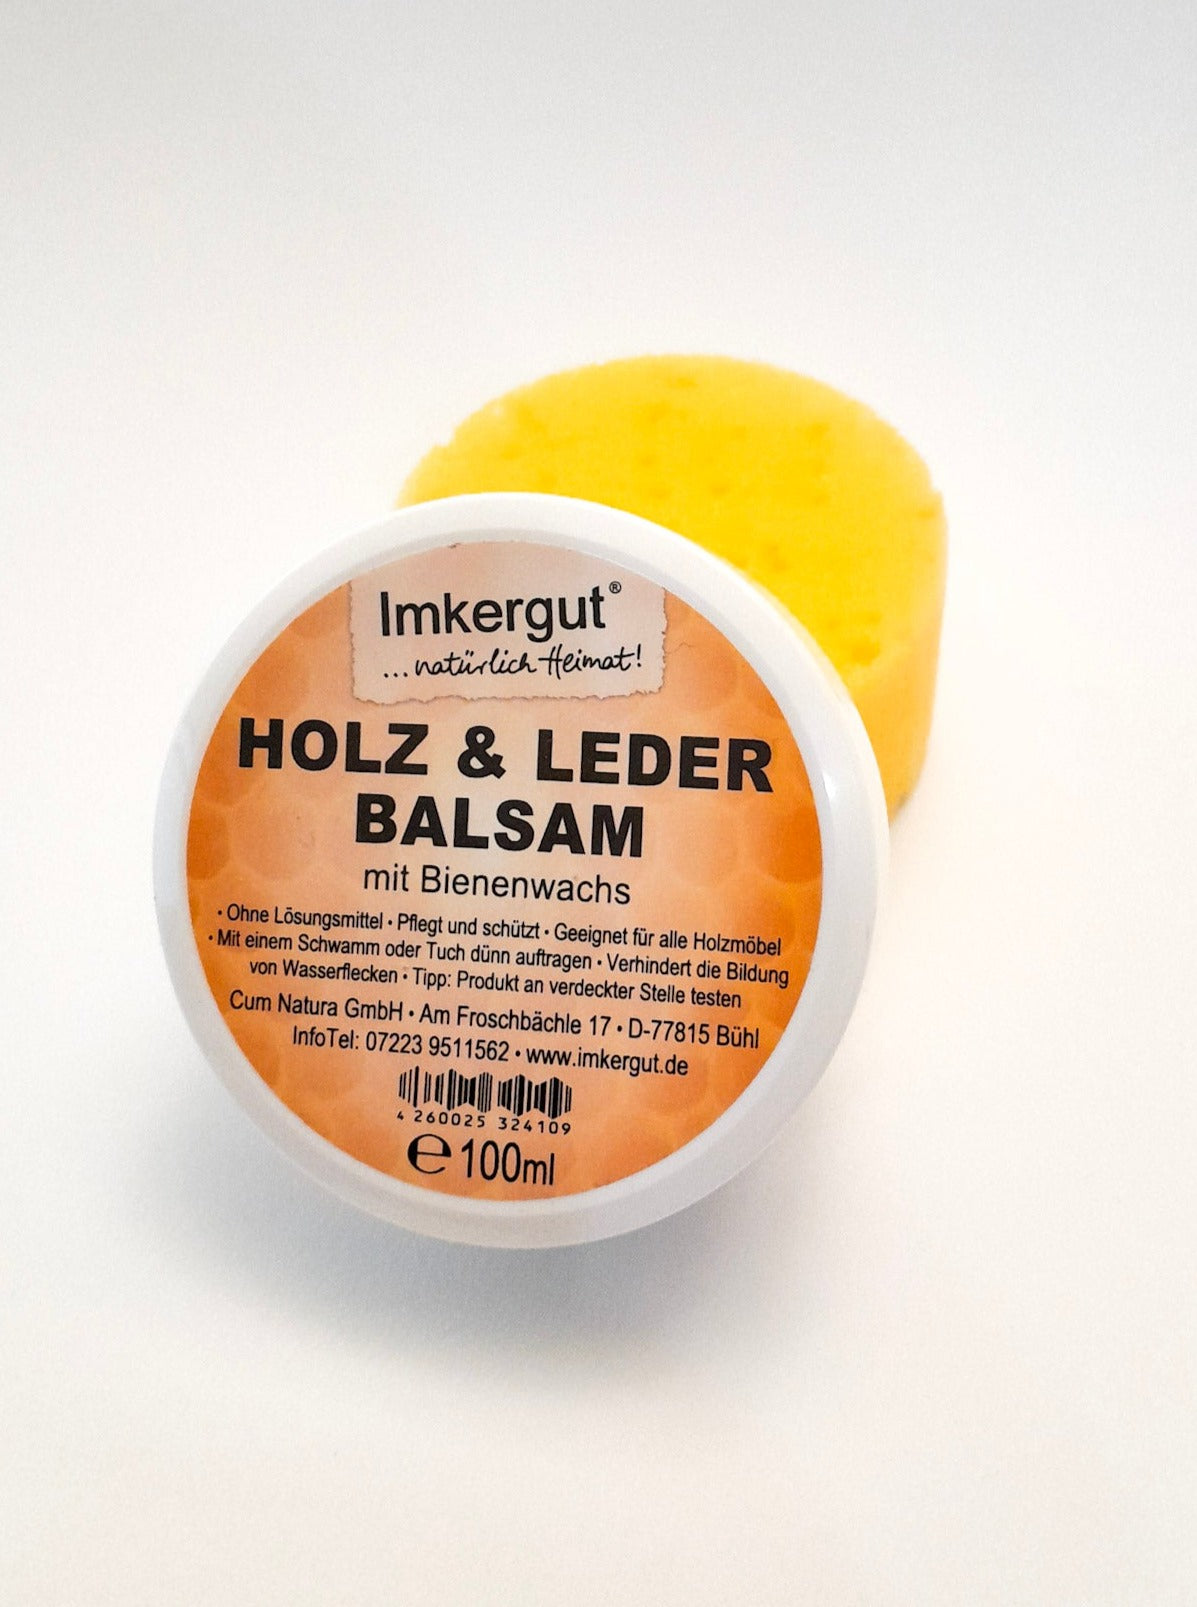 Imkergut®
...natürlich Heimat!
HOLZ & LEDER
BALSAM
mit Bienenwachs
• Ohne Lösungsmittel • Pflegt und schützt • Geeignet für alle Holzmöbel
• Mit einem Schwamm oder Tuch dünn auftragen • Verhindert die Bildung
von Wasserflecken • Tipp: Produkt an verdeckter Stelle testen
Cum Natura GmbH • Am Froschbächle 17 • D-77815 Bühl
InfoTel: 07223 9511562 • www.imkergut.de
4 260025 324109
℮ 100ml